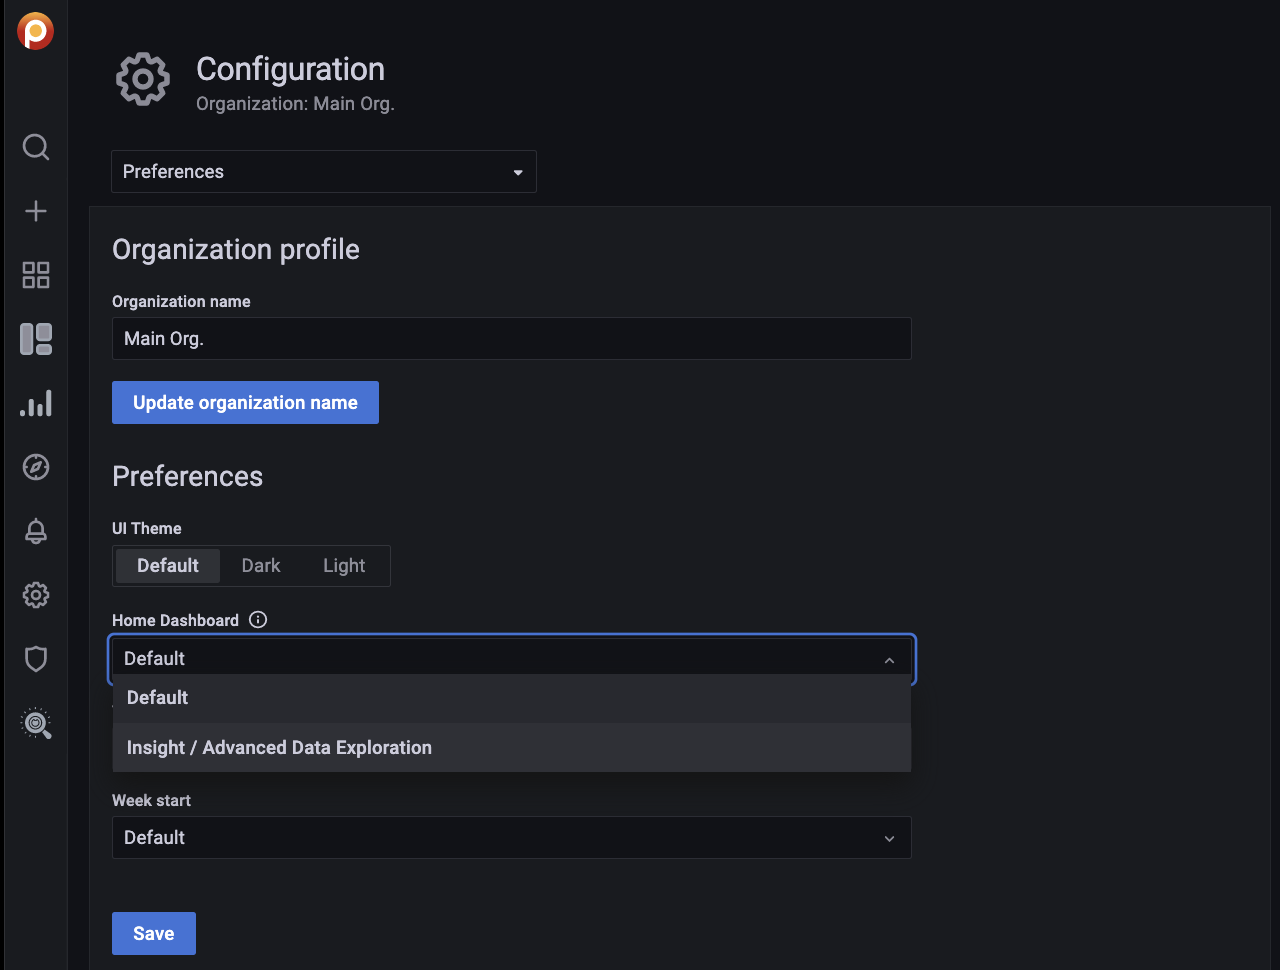 Configuration
Organization: Main Org.
Preferences
Organization profile
Organization name
Main Org.
Update organization name
Preferences
UI Theme
Default Dark Light
Home Dashboard
Default
Default
Insight / Advanced Data Exploration
Week start
Default
Save